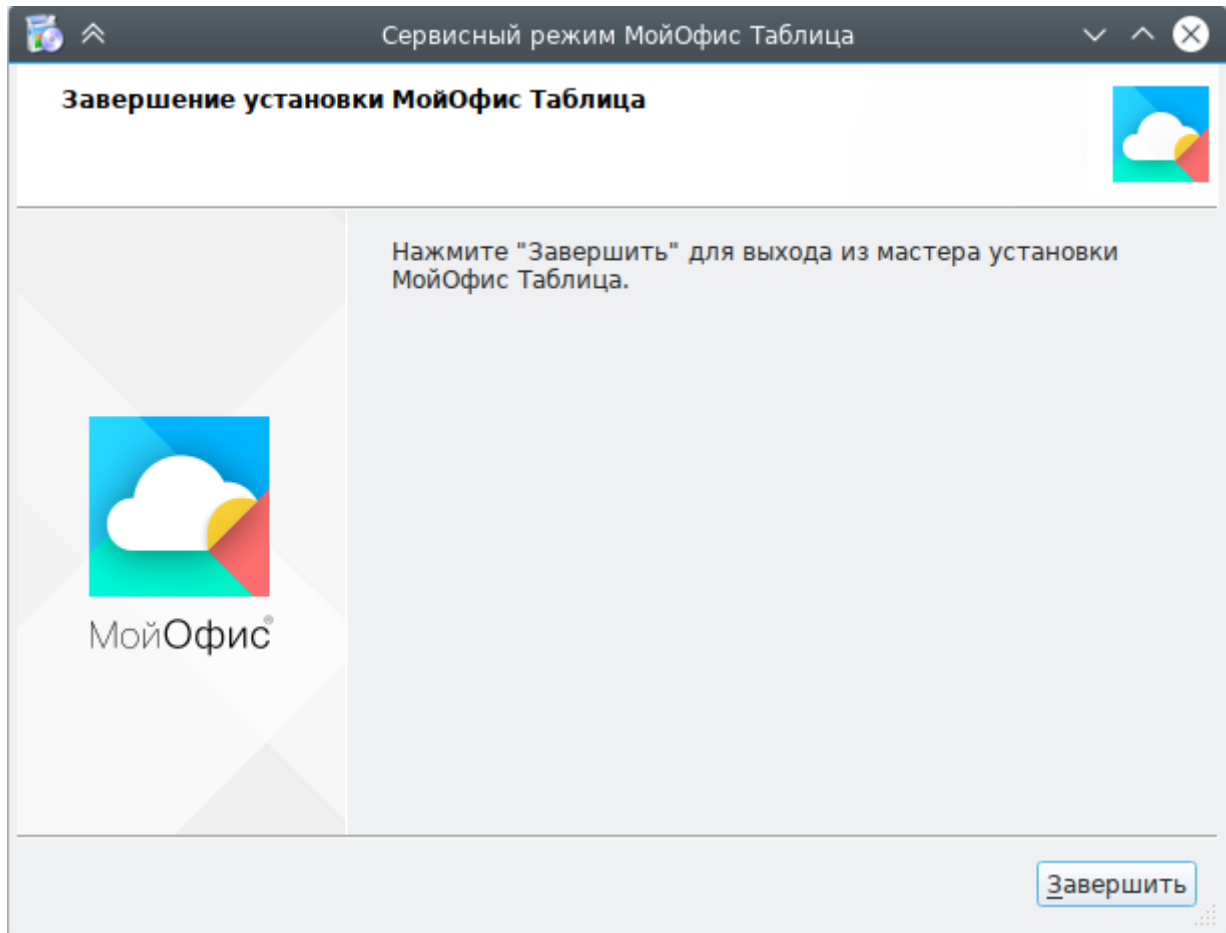 Сервисный режим МойОфис Таблица
Завершение установки МойОфис Таблица
Нажмите "Завершить" для выхода из мастера установки
МойОфис Таблица.
МойОфис®
Завершить